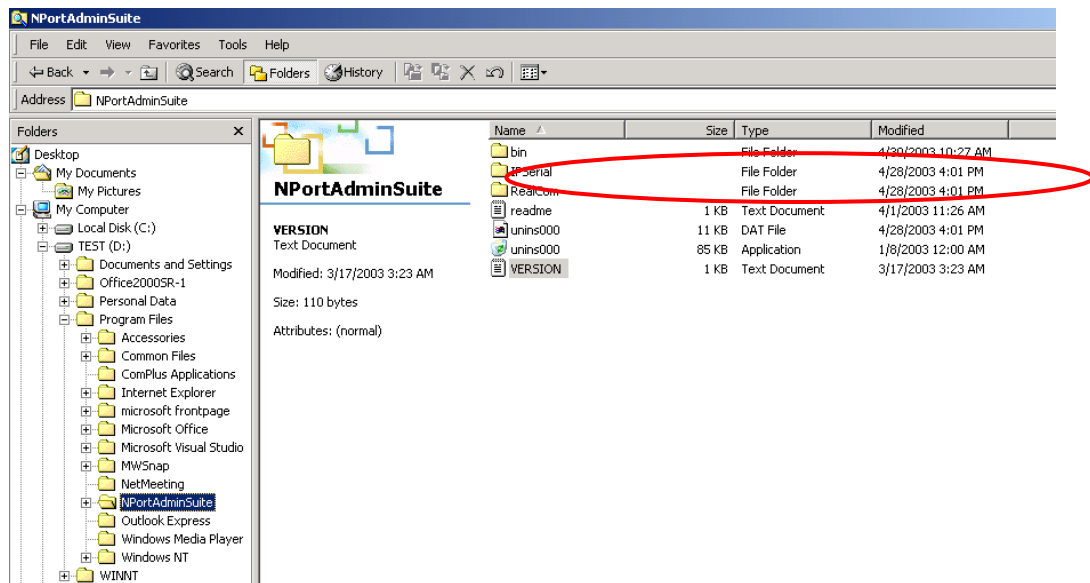 NPortAdminSuite
File Edit View Favorites Tools Help
Back Search Folders History
Address NPortAdminSuite
Folders
Desktop
My Documents
My Pictures
My Computer
Local Disk (C:)
TEST (D:)
Documents and Settings
Office2000SR-1
Personal Data
Program Files
Accessories
Common Files
ComPlus Applications
Internet Explorer
microsoft frontpage
Microsoft Office
Microsoft Visual Studio
MWSnap
NetMeeting
NPortAdminSuite
Outlook Express
Windows Media Player
Windows NT
WINNT
NPortAdminSuite
VERSION
Text Document
Modified: 3/17/2003 3:23 AM
Size: 110 bytes
Attributes: (normal)
Name Size Type Modified
bin File Folder 4/30/2003 10:27 AM
IPSerial File Folder 4/28/2003 4:01 PM
RealCom File Folder 4/28/2003 4:01 PM
readme 1 KB Text Document 4/1/2003 11:26 AM
unins000 11 KB DAT File 4/28/2003 4:01 PM
unins000 85 KB Application 1/8/2003 12:00 AM
VERSION 1 KB Text Document 3/17/2003 3:23 AM